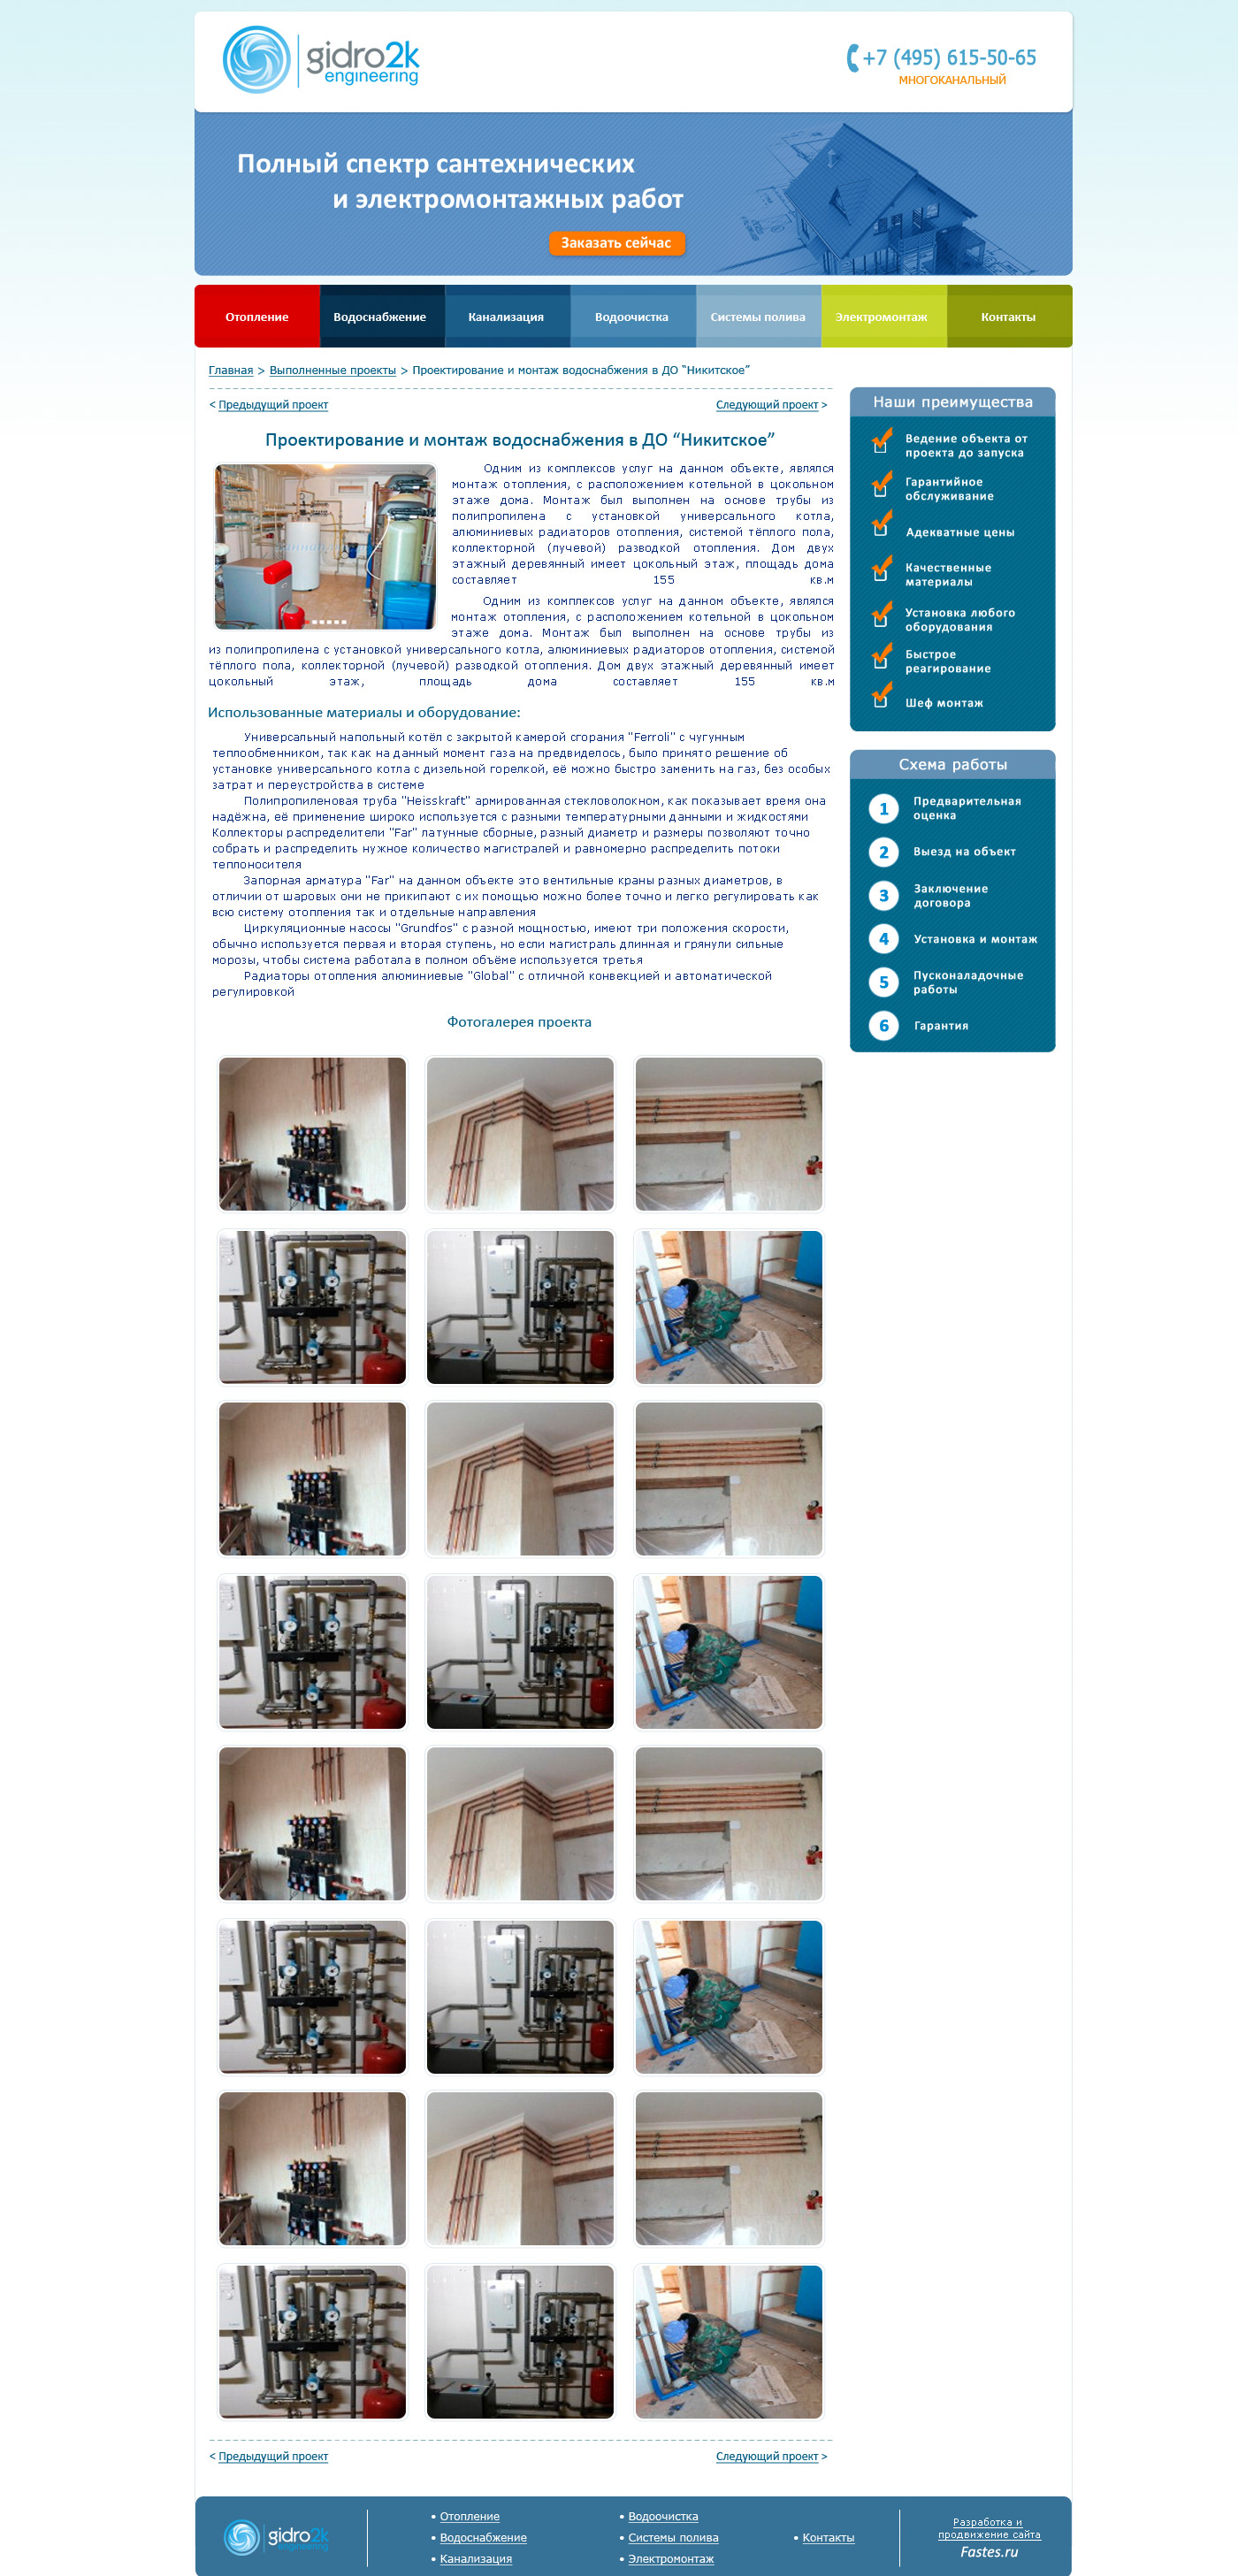 gidro2k
engineering
+7 (495) 615-50-65
МНОГОКАНАЛЬНЫЙ
Полный спектр сантехнических
и электромонтажных работ
Заказать сейчас
Отопление
Водоснабжение
Канализация
Водоочистка
Системы полива
Электромонтаж
Контакты
Главная > Выполненные проекты > Проектирование и монтаж водоснабжения в ДО “Никитское”
< Предыдущий проект
Следующий проект >
Проектирование и монтаж водоснабжения в ДО “Никитское”
Одним из комплексов услуг на данном объекте, являлся
монтаж отопления, с расположением котельной в цокольном
этаже дома. Монтаж был выполнен на основе трубы из
полипропилена с установкой универсального котла,
алюминиевых радиаторов отопления, системой тёплого пола,
коллекторной (лучевой) разводкой отопления. Дом двух
этажный деревянный имеет цокольный этаж, площадь дома
составляет 155 кв.м
Одним из комплексов услуг на данном объекте, являлся
монтаж отопления, с расположением котельной в цокольном
этаже дома. Монтаж был выполнен на основе трубы из
из полипропилена с установкой универсального котла, алюминиевых радиаторов отопления, системой
тёплого пола, коллекторной (лучевой) разводкой отопления. Дом двух этажный деревянный имеет
цокольный этаж, площадь дома составляет 155 кв.м
Использованные материалы и оборудование:
Универсальный напольный котёл с закрытой камерой сгорания "Ferroli" с чугунным
теплообменником, так как на данный момент газа на предвиделось, было принято решение об
установке универсального котла с дизельной горелкой, её можно быстро заменить на газ, без особых
затрат и переустройства в системе
Полипропиленовая труба "Heisskraft" армированная стекловолокном, как показывает время она
надёжна, её применение широко используется с разными температурными данными и жидкостями
Коллекторы распределители "Far" латунные сборные, разный диаметр и размеры позволяют точно
собрать и распределить нужное количество магистралей и равномерно распределить потоки
теплоносителя
Запорная арматура "Far" на данном объекте это вентильные краны разных диаметров, в
отличии от шаровых они не прикипают с их помощью можно более точно и легко регулировать как
всю систему отопления так и отдельные направления
Циркуляционные насосы "Grundfos" с разной мощностью, имеют три положения скорости,
обычно используется первая и вторая ступень, но если магистраль длинная и грянули сильные
морозы, чтобы система работала в полном объёме используется третья
Радиаторы отопления алюминиевые "Global" с отличной конвекцией и автоматической
регулировкой
Фотогалерея проекта
Наши преимущества
Ведение объекта от
проекта до запуска
Гарантийное
обслуживание
Адекватные цены
Качественные
материалы
Установка любого
оборудования
Быстрое
реагирование
Шеф монтаж
Схема работы
1 Предварительная
оценка
2 Выезд на объект
3 Заключение
договора
4 Установка и монтаж
5 Пусконаладочные
работы
6 Гарантия
< Предыдущий проект
Следующий проект >
gidro2k
engineering
• Отопление
• Водоснабжение
• Канализация
• Водоочистка
• Системы полива
• Электромонтаж
• Контакты
Разработка и
продвижение сайта
Fastes.ru